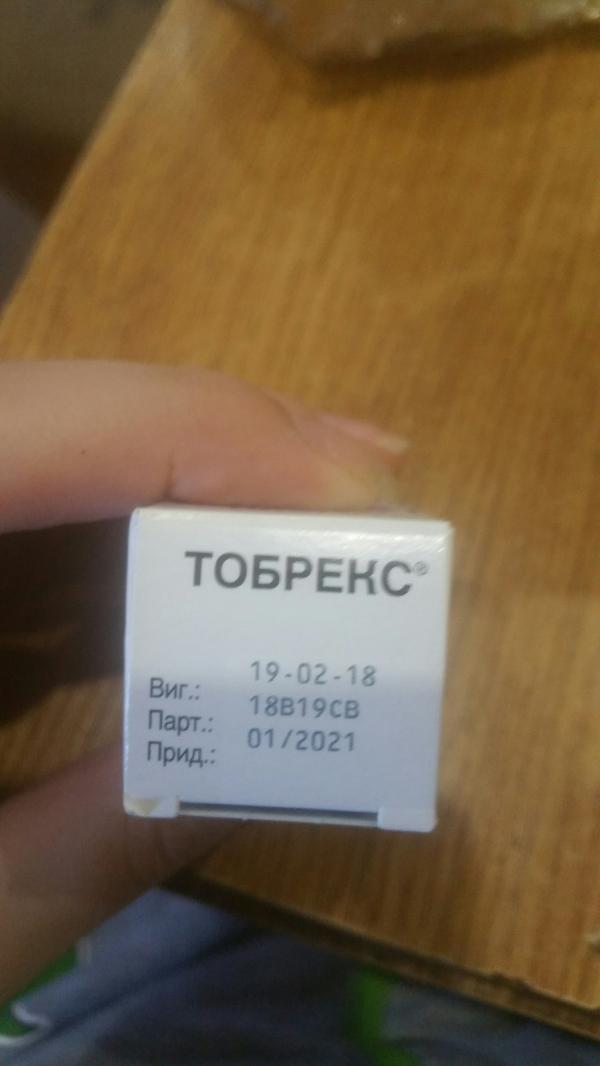 ТОБРЕКС®
Виг.: 19-02-18
Парт.: 18B19CB
Прид.: 01/2021